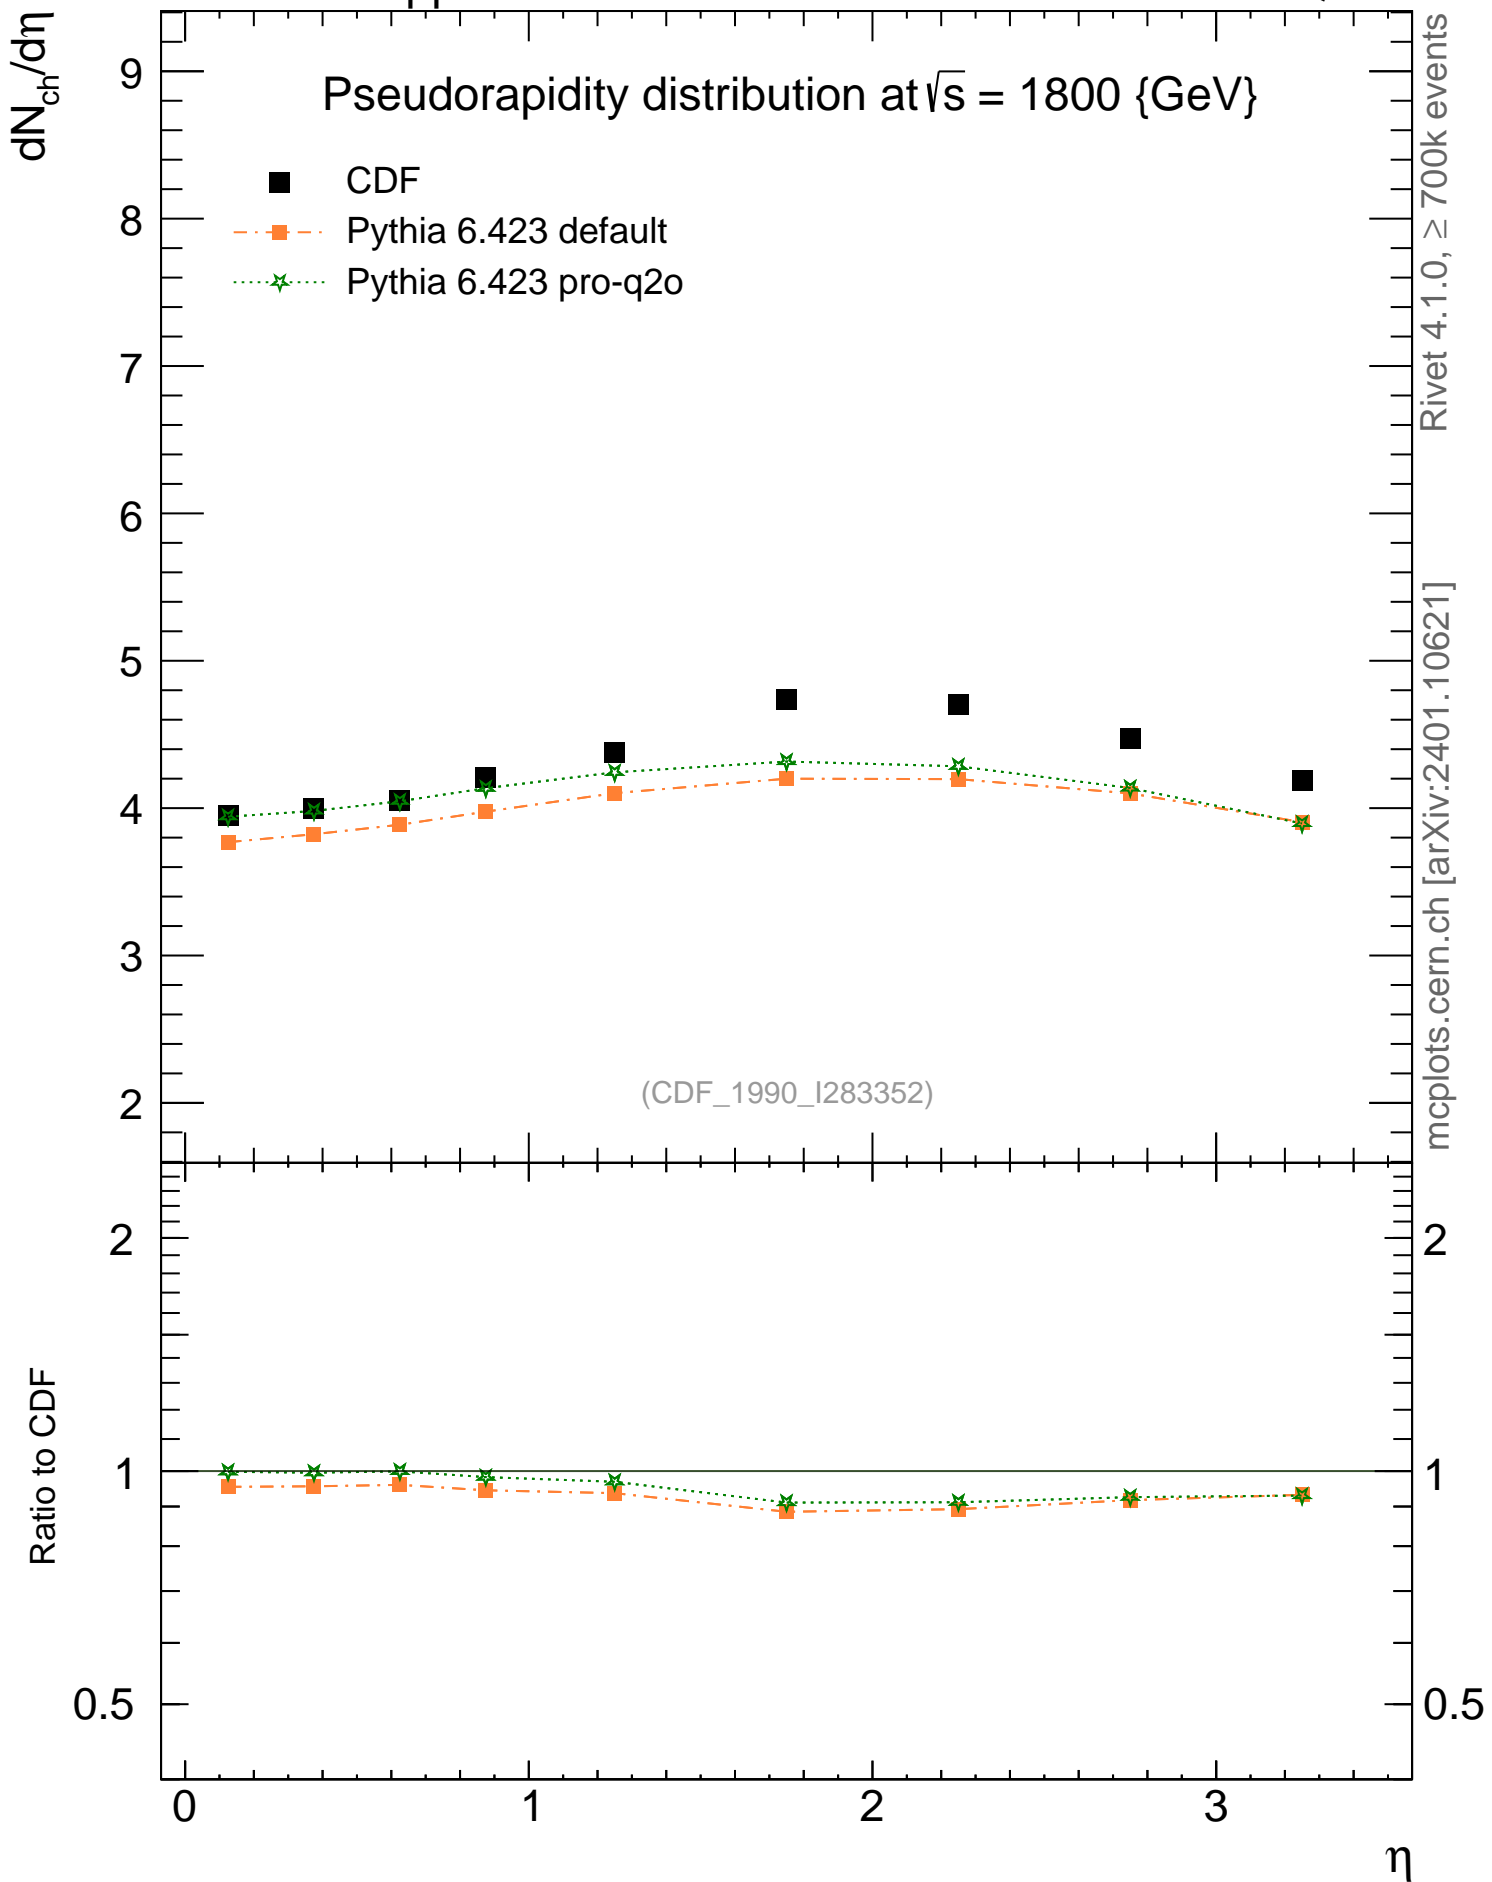 dN_ch/dη
Pseudorapidity distribution at √s = 1800 {GeV}
CDF
Pythia 6.423 default
Pythia 6.423 pro-q2o
9
8
7
6
5
4
3
2
(CDF_1990_I283352)
Rivet 4.1.0, ≥ 700k events
mcplots.cern.ch [arXiv:2401.10621]
Ratio to CDF
2
1
0.5
2
1
0.5
0 1 2 3
η